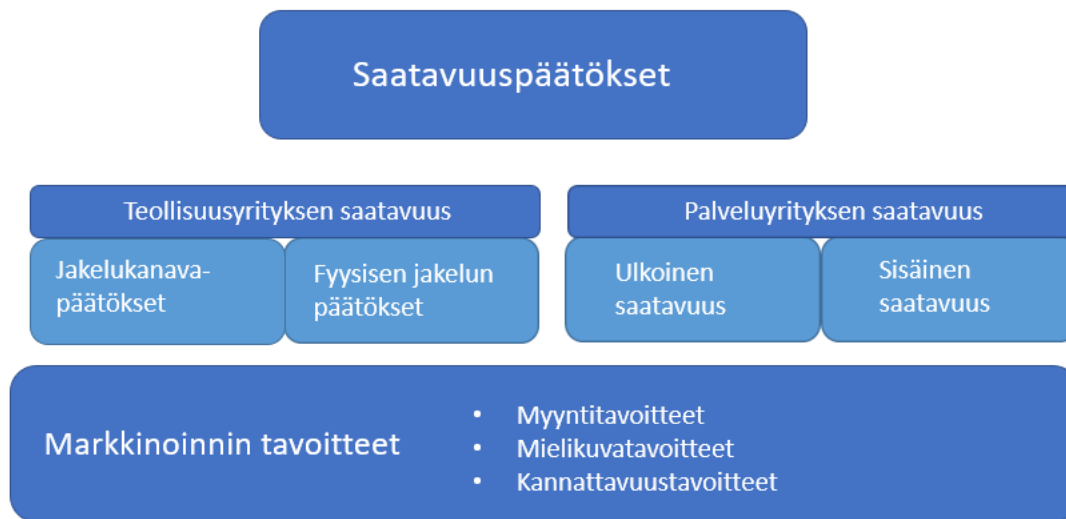 Saatavuuspäätökset
Teollisuusyrityksen saatavuus
Palveluyrityksen saatavuus
Jakelukanava-
päätökset
Fyysisen jakelun
päätökset
Ulkoinen
saatavuus
Sisäinen
saatavuus
Markkinoinnin tavoitteet
• Myyntitavoitteet
• Mielikuvatavoitteet
• Kannattavuustavoitteet